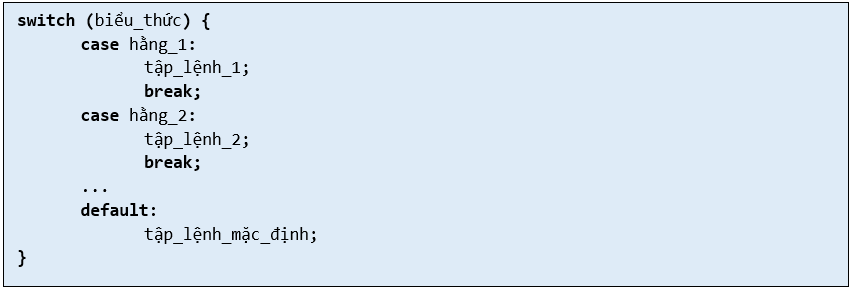 switch (biểu_thức) {
case hằng_1:
tập_lệnh_1;
break;
case hằng_2:
tập_lệnh_2;
break;
...
default:
tập_lệnh_mặc_định;
}